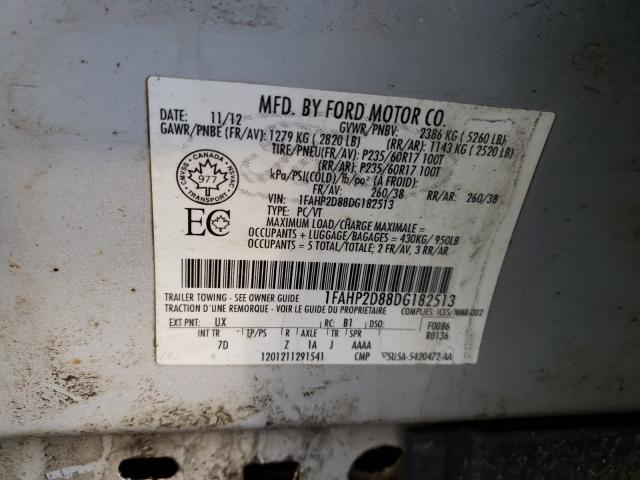 MFD. BY FORD MOTOR CO.
DATE: 11/12 GVWR/PNBV: 2386 KG ( 5260 LB)
GAWR/PNBE (FR/AV): 1279 KG ( 2820 LB) (RR/AR): 1143 KG ( 2520 LB)
TIRE/PNEU(FR/AV): P235/60R17 100T
(RR/AR): P235/60R17 100T
kPa/PSI(COLD)/lb/po² (À FROID):
FR/AV: 260/38 RR/AR: 260/38
VIN: 1FAHP2D88DG182513
TYPE: PC/VT
MAXIMUM LOAD/CHARGE MAXIMALE =
OCCUPANTS + LUGGAGE/BAGAGES = 430KG/ 950LB
OCCUPANTS = 5 TOTAL/TOTALE; 2 FR/AV, 3 RR/AR
CANADA
977
TRANSPORT
SVMAC
NSVAC
EC
1FAHP2D88DG182513
TRAILER TOWING - SEE OWNER GUIDE
TRACTION D'UNE REMORQUE - VOIR LE GUIDE DU PROPRIETAIRE COMPLIES: ICES/NMB-002
EXT PNT: UX RC: B1 DSO: F0086
INT TR TP/PS R AXLE TR SPR R0136
7D Z 1A J AAAA
1201211291541 CMP ▽5U5A-5420472-AA